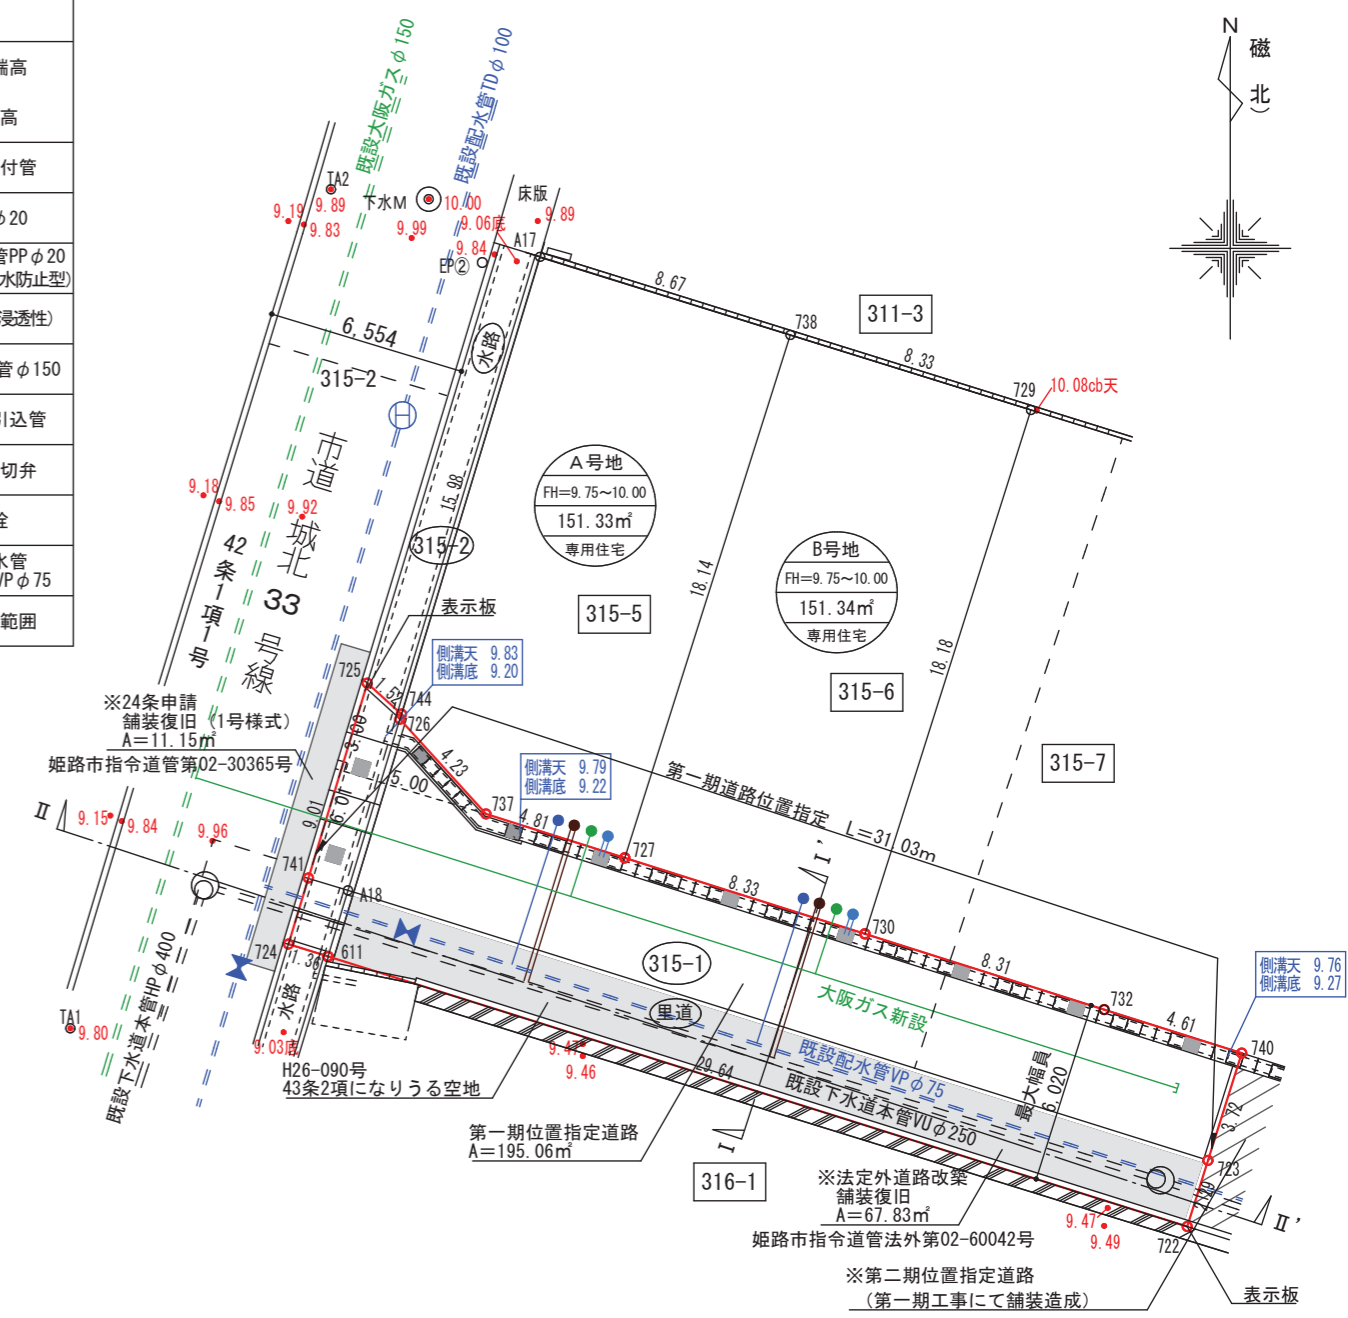 端高
高
付管
φ20
管PPφ20
水防止型)
浸透性)
管φ150
引込管
切弁
栓
水管
VPφ75
範囲
N
磁
北
既設大阪ガスφ150
既設配水管TDφ100
TA2
9.19
9.89
9.83
下水M
10.00
9.99
床版
9.06底
9.89
9.84
A17
EP②
水路
6.554
315-2
8.67
738
311-3
8.33
729
10.08cb天
市道
城北
33
号線
42条1項1号
9.18
9.85
9.92
315-2
15.98
A号地
FH=9.75~10.00
151.33㎡
専用住宅
315-5
18.14
B号地
FH=9.75~10.00
151.34㎡
専用住宅
315-6
18.18
315-7
表示板
725
側溝天 9.83
側溝底 9.20
1.52
744
726
※24条申請
舗装復旧 (1号様式)
A=11.15㎡
姫路市指令道管第02-30365号
3.00
5.00
4.23
6.01
9.01
737
側溝天 9.79
側溝底 9.22
4.81
727
第一期道路位置指定 L=31.03m
II
9.15
9.84
9.96
741
A18
I'
8.33
730
8.31
732
4.61
740
側溝天 9.76
側溝底 9.27
724
1.36
611
水路
315-1
里道
大阪ガス新設
TA1
9.80
既設下水道本管HPφ400
9.03底
H26-090号
43条2項になりうる空地
9.47
9.46
29.64
既設配水管VPφ75
既設下水道本管VUφ250
最大幅員
6.020
3.72
723
第一期位置指定道路
A=195.06㎡
I
316-1
※法定外道路改築
舗装復旧
A=67.83㎡
姫路市指令道管法外第02-60042号
9.47
9.49
722
II'
※第二期位置指定道路
(第一期工事にて舗装造成)
表示板